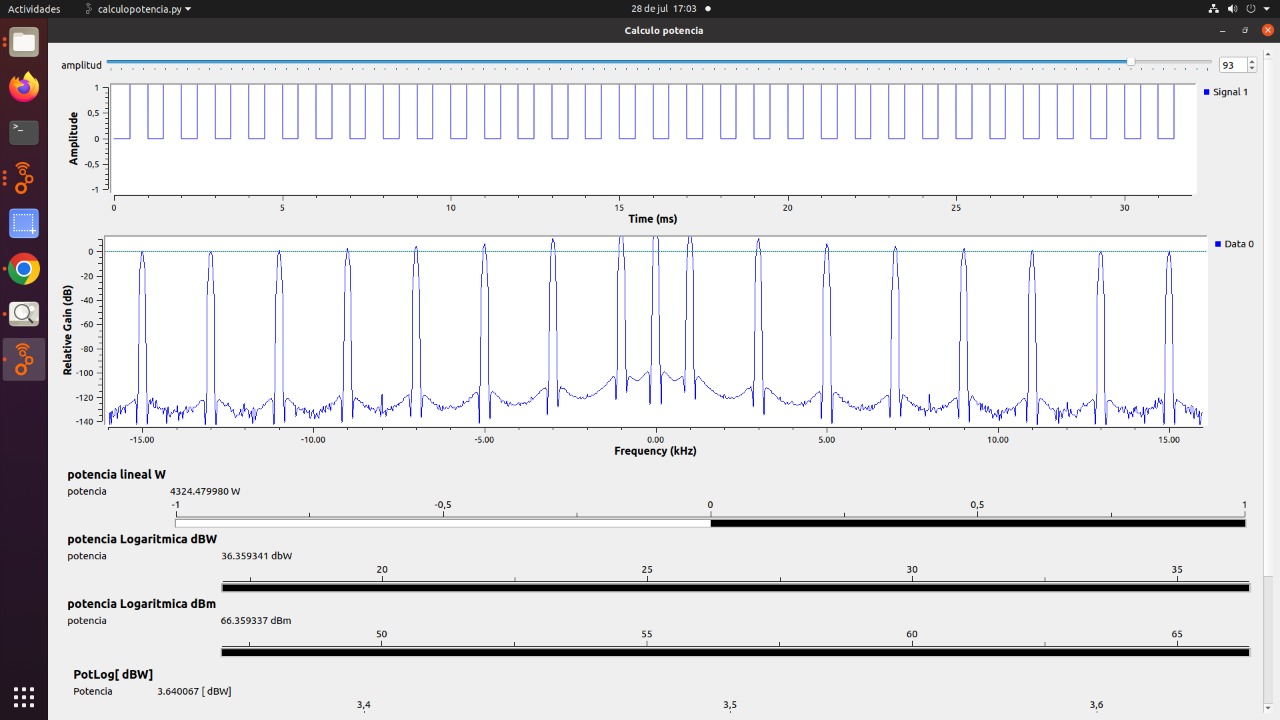 Actividades calculopotencia.py 28 de jul 17:03
Calculo potencia
amplitud 93
1
0,5
0
-0,5
-1
Amplitude
Signal 1
0 5 10 15 20 25 30
Time (ms)
0
-20
-40
-60
-80
-100
-120
-140
Relative Gain (dB)
Data 0
-15.00 -10.00 -5.00 0.00 5.00 10.00 15.00
Frequency (kHz)
potencia lineal W
potencia 4324.479980 W
-1 -0,5 0 0,5 1
potencia Logaritmica dBW
potencia 36.359341 dbW
20 25 30 35
potencia Logaritmica dBm
potencia 66.359337 dBm
50 55 60 65
PotLog[ dBW]
Potencia 3.640067 [ dBW]
3,4 3,5 3,6